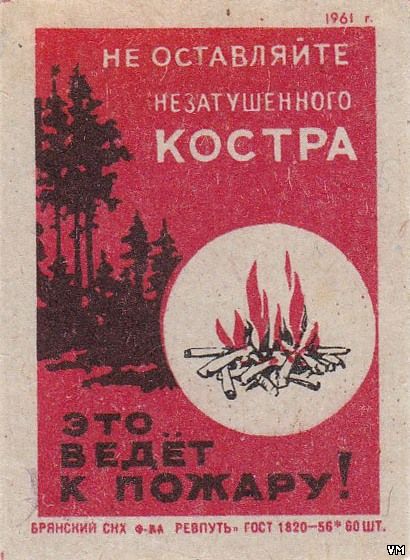 1961 г.
НЕ ОСТАВЛЯЙТЕ
НЕЗАТУШЕННОГО
КОСТРА
ЭТО
ВЕДЁТ
К ПОЖАРУ!
БРЯНСКИЙ СНХ Ф-КА РЕВПУТЬ" ГОСТ 1820—56* 60 ШТ.
VM